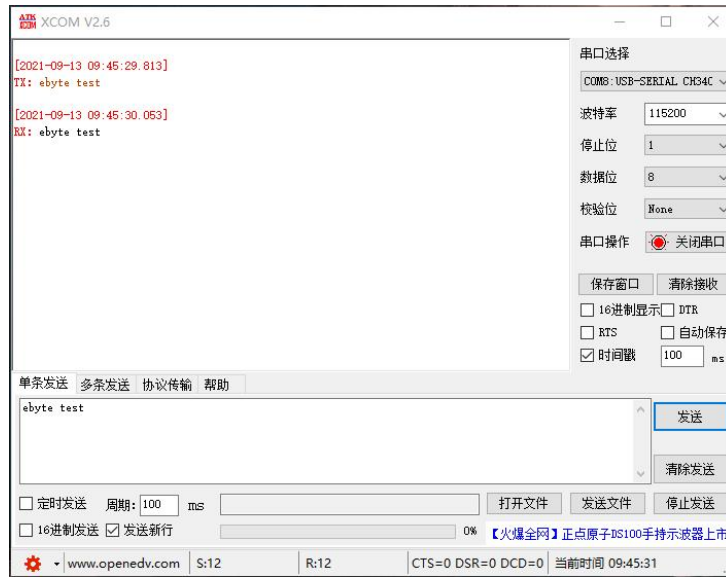 ATK COM XCOM V2.6
[2021-09-13 09:45:29.813]
TX: ebyte test
[2021-09-13 09:45:30.053]
RX: ebyte test
串口选择
COM8:USB-SERIAL CH34C
波特率 115200
停止位 1
数据位 8
校验位 None
串口操作 关闭串口
保存窗口 清除接收
16进制显示 DTR
RTS 自动保存
时间戳 100 ms
单条发送 多条发送 协议传输 帮助
ebyte test
发送
清除发送
定时发送 周期: 100 ms 打开文件 发送文件 停止发送
16进制发送 发送新行 0% 【火爆全网】正点原子DS100手持示波器上市
www.openedv.com S:12 R:12 CTS=0 DSR=0 DCD=0 当前时间 09:45:31